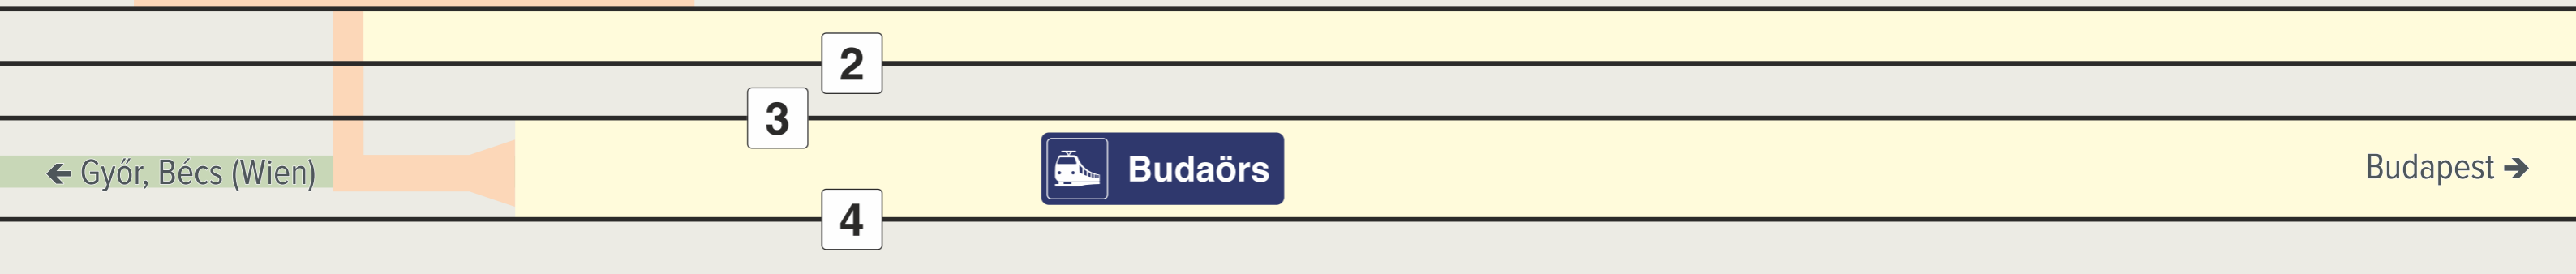 2
3
← Győr, Bécs (Wien)
Budaörs
Budapest →
4